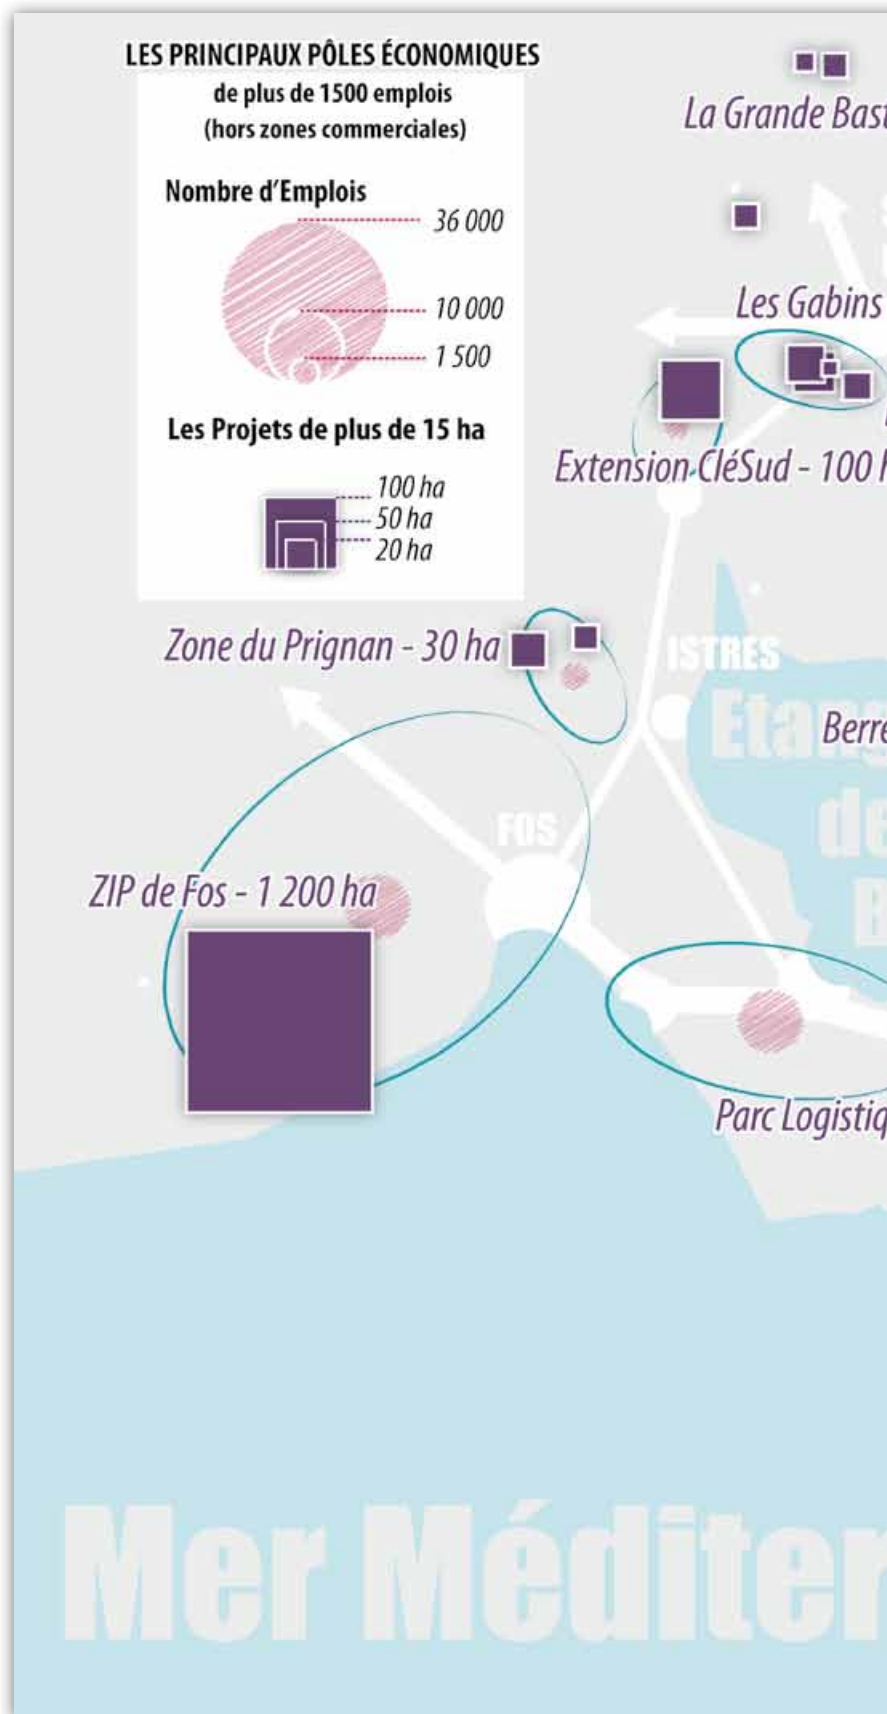 LES PRINCIPAUX PÔLES ÉCONOMIQUES
de plus de 1500 emplois
(hors zones commerciales)
Nombre d'Emplois
36 000
10 000
1 500
Les Projets de plus de 15 ha
100 ha
50 ha
20 ha
La Grande Bast
Les Gabins
Extension CléSud - 100 h
Zone du Prignan - 30 ha
ISTRES
Etang
Berre
de
B
FOS
ZIP de Fos - 1 200 ha
Parc Logistiq
Mer Méditer